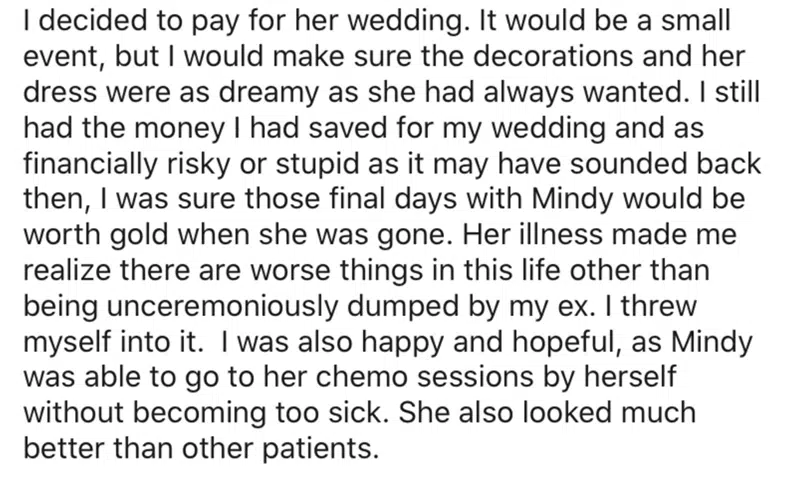 I decided to pay for her wedding. It would be a small
event, but I would make sure the decorations and her
dress were as dreamy as she had always wanted. I still
had the money I had saved for my wedding and as
financially risky or stupid as it may have sounded back
then, I was sure those final days with Mindy would be
worth gold when she was gone. Her illness made me
realize there are worse things in this life other than
being unceremoniously dumped by my ex. I threw
myself into it.  I was also happy and hopeful, as Mindy
was able to go to her chemo sessions by herself
without becoming too sick. She also looked much
better than other patients.